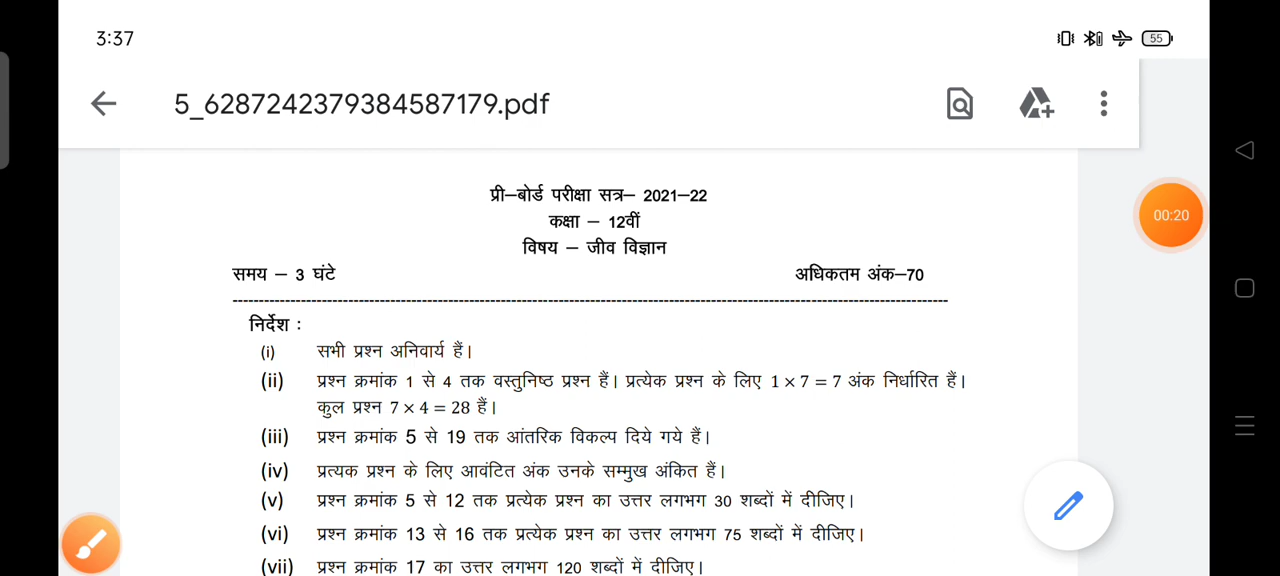 3:37
55
5_6287242379384587179.pdf
00:20
प्री–बोर्ड परीक्षा सत्र– 2021–22
कक्षा – 12वीं
विषय – जीव विज्ञान
समय – 3 घंटे अधिकतम अंक–70
निर्देश :
(i) सभी प्रश्न अनिवार्य हैं।
(ii) प्रश्न क्रमांक 1 से 4 तक वस्तुनिष्ठ प्रश्न हैं। प्रत्येक प्रश्न के लिए 1 × 7 = 7 अंक निर्धारित हैं।
कुल प्रश्न 7 × 4 = 28 हैं।
(iii) प्रश्न क्रमांक 5 से 19 तक आंतरिक विकल्प दिये गये हैं।
(iv) प्रत्यक प्रश्न के लिए आवंटित अंक उनके सम्मुख अंकित हैं।
(v) प्रश्न क्रमांक 5 से 12 तक प्रत्येक प्रश्न का उत्तर लगभग 30 शब्दों में दीजिए।
(vi) प्रश्न क्रमांक 13 से 16 तक प्रत्येक प्रश्न का उत्तर लगभग 75 शब्दों में दीजिए।
(vii) प्रश्न क्रमांक 17 का उत्तर लगभग 120 शब्दों में दीजिए।